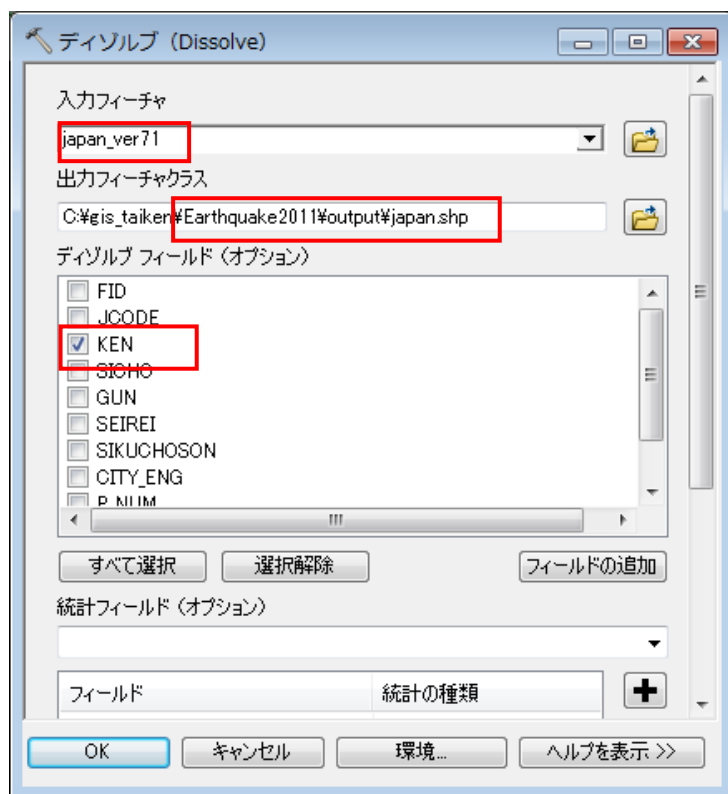 ディゾルブ (Dissolve)
入力フィーチャ
japan_ver71
出力フィーチャクラス
C:¥gis_taiken¥Earthquake2011¥output¥japan.shp
ディゾルブ フィールド (オプション)
FID
JCODE
KEN
SICHO
GUN
SEIREI
SIKUCHOSON
CITY_ENG
P_NUM
すべて選択 選択解除 フィールドの追加
統計フィールド (オプション)
フィールド 統計の種類
OK キャンセル 環境... ヘルプを表示 >>